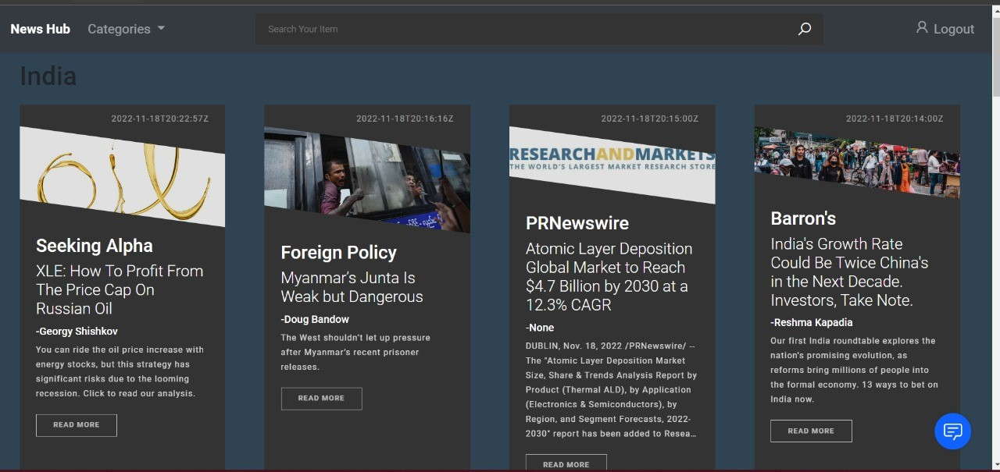 News Hub
Categories
Search Your Item
Logout
India
2022-11-18T20:22:57Z
oil
Seeking Alpha
XLE: How To Profit From
The Price Cap On
Russian Oil
-Georgy Shishkov
You can ride the oil price increase with
energy stocks, but this strategy has
significant risks due to the looming
recession. Click to read our analysis.
READ MORE
2022-11-18T20:16:16Z
Foreign Policy
Myanmar’s Junta Is
Weak but Dangerous
-Doug Bandow
The West shouldn’t let up pressure
after Myanmar’s recent prisoner
releases.
READ MORE
2022-11-18T20:15:00Z
RESEARCHANDMARKETS
THE WORLD'S LARGEST MARKET RESEARCH STORE
PRNewswire
Atomic Layer Deposition
Global Market to Reach
$4.7 Billion by 2030 at a
12.3% CAGR
-None
DUBLIN, Nov. 18, 2022 /PRNewswire/ --
The "Atomic Layer Deposition Market
Size, Share & Trends Analysis Report by
Product (Thermal ALD), by Application
(Electronics & Semiconductors), by
Region, and Segment Forecasts, 2022-
2030" report has been added to Resea…
READ MORE
2022-11-18T20:14:00Z
Barron's
India's Growth Rate
Could Be Twice China's
in the Next Decade.
Investors, Take Note.
-Reshma Kapadia
Our first India roundtable explores the
nation’s promising evolution, as
reforms bring millions of people into
the formal economy. 13 ways to bet on
India now.
READ MORE